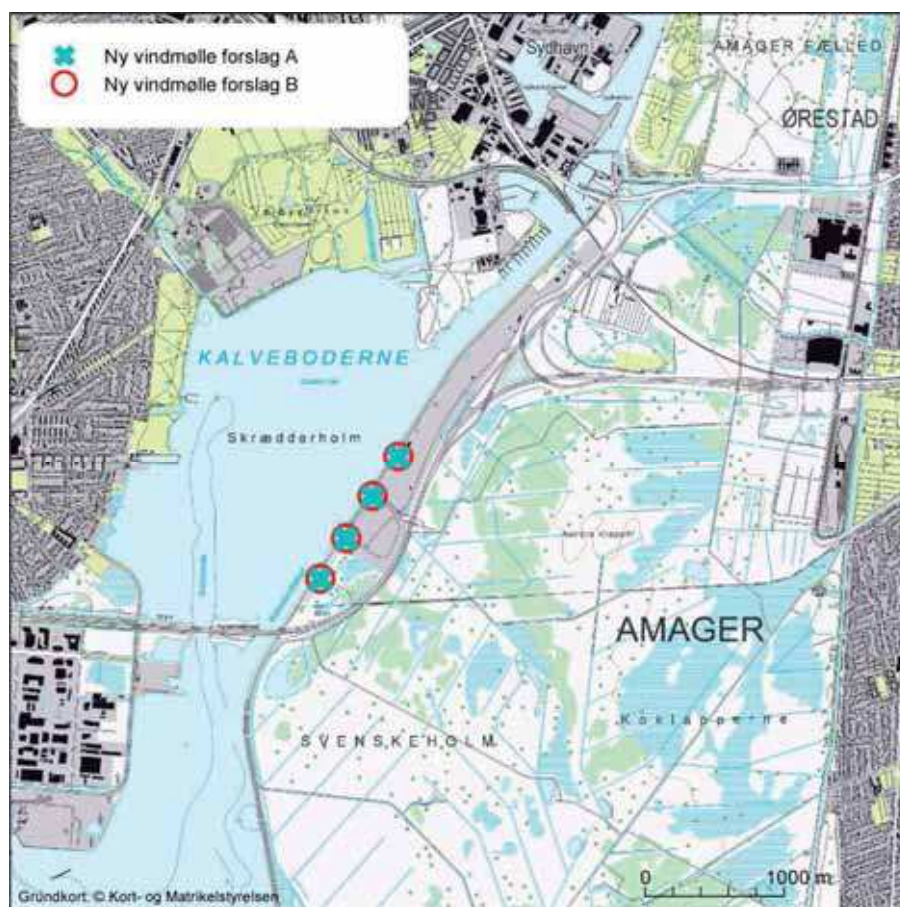 Ny vindmølle forslag A
Ny vindmølle forslag B
Sydhavn
AMAGER FÆLLED
ØRESTAD
KALVEBODERNE
Skrædderholm
AMAGER
Koklapperne
SVENSKEHOLM
0 1000 m
Grundkort: © Kort- og Matrikelstyrelsen